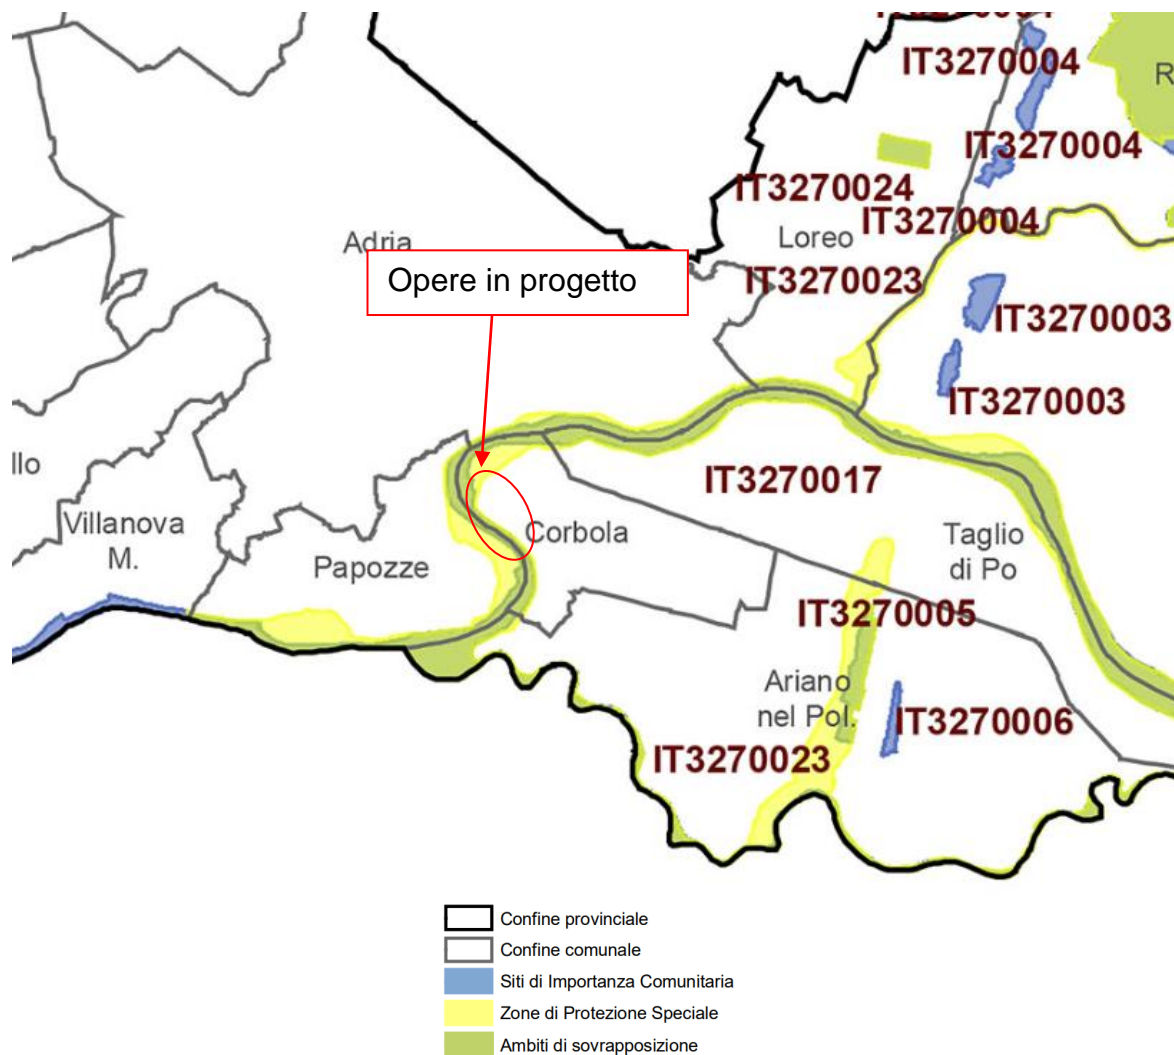 IT3270004
R
IT3270004
IT3270024
IT3270004
Adria
Loreo
IT3270023
Opere in progetto
IT3270003
IT3270003
llo
IT3270017
Villanova
M.
Corbola
Taglio
di Po
Papozze
IT3270005
Ariano
nel Pol.
IT3270006
IT3270023
Confine provinciale
Confine comunale
Siti di Importanza Comunitaria
Zone di Protezione Speciale
Ambiti di sovrapposizione